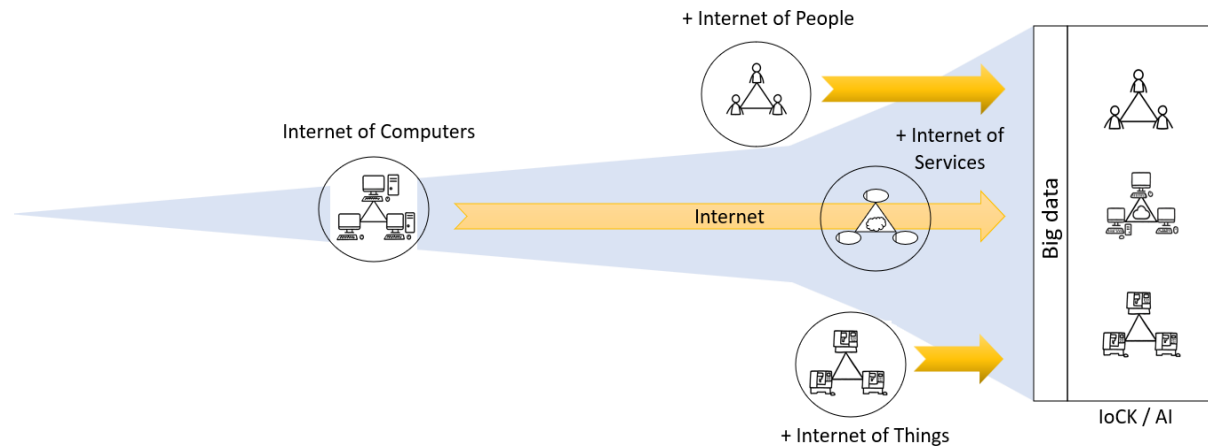 + Internet of People
Internet of Computers
+ Internet of
Services
Internet
Big data
+ Internet of Things
IoCK / AI